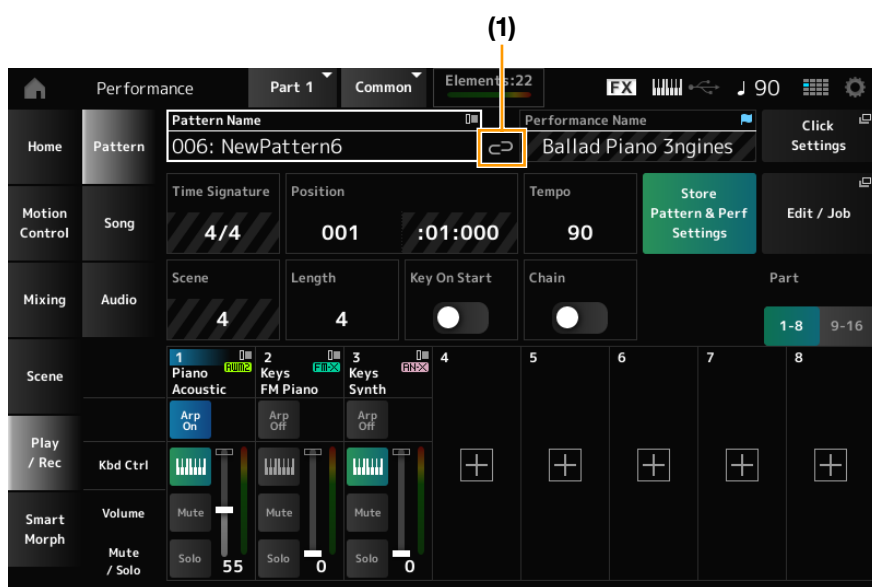 (1)
Performance
Part 1
Common
Elements:22
FX
90
Home
Pattern
Pattern Name
006: NewPattern6
Performance Name
Ballad Piano 3ngines
Click
Settings
Motion
Control
Song
Time Signature
4/4
Position
001
:01:000
Tempo
90
Store
Pattern & Perf
Settings
Edit / Job
Mixing
Audio
Scene
4
Length
4
Key On Start
Chain
Part
1-8
9-16
Scene
1
Piano
Acoustic
AWM2
2
Keys
FM Piano
FM-X
3
Keys
Synth
AN-X
4
5
6
7
8
Play
/ Rec
Arp
On
Arp
Off
Arp
Off
Kbd Ctrl
Smart
Morph
Volume
Mute
Mute
Mute
Mute
/ Solo
Solo
55
Solo
0
Solo
0